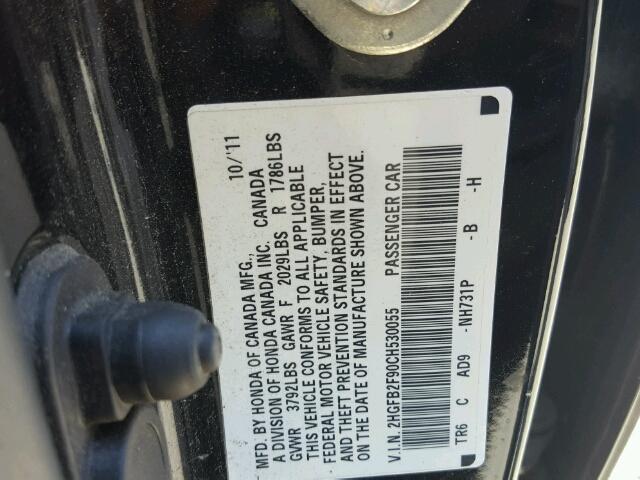 MFD. BY HONDA OF CANADA MFG., 10/'11
A DIVISION OF HONDA CANADA INC. CANADA
GVWR 3792LBS GAWR F 2029LBS R 1786LBS
THIS VEHICLE CONFORMS TO ALL APPLICABLE
FEDERAL MOTOR VEHICLE SAFETY, BUMPER,
AND THEFT PREVENTION STANDARDS IN EFFECT
ON THE DATE OF MANUFACTURE SHOWN ABOVE.
V.I.N. 2HGFB2F90CH530055 PASSENGER CAR
TR6 C AD9 -NH731P -B -H